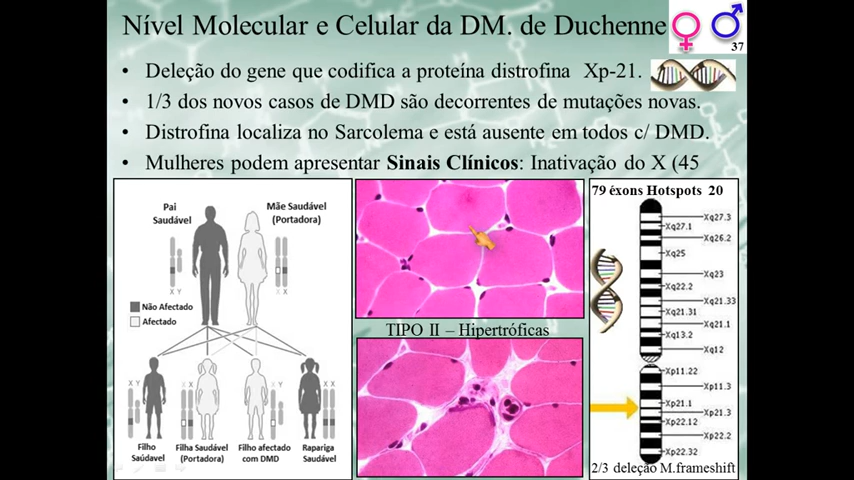 Nível Molecular e Celular da DM. de Duchenne
37
• Deleção do gene que codifica a proteína distrofina Xp-21.
• 1/3 dos novos casos de DMD são decorrentes de mutações novas.
• Distrofina localiza no Sarcolema e está ausente em todos c/ DMD.
• Mulheres podem apresentar Sinais Clínicos: Inativação do X (45
Pai
Saudável
Mãe Saudável
(Portadora)
X Y
X X
Não Afectado
Afectado
X Y
X X
X Y
X X
Filho
Saúdavel
Filha Saudável
(Portadora)
Filho afectado
com DMD
Rapariga
Saudável
TIPO II – Hipertróficas
79 éxons Hotspots 20
Xq27.3
Xq27.1
Xq26.2
Xq25
Xq23
Xq22.2
Xq21.33
Xq21.31
Xq21.1
Xq13.2
Xq12
Xp11.22
Xp11.3
Xp21.1
Xp21.3
Xp22.12
Xp22.2
Xp22.32
2/3 deleção M.frameshift